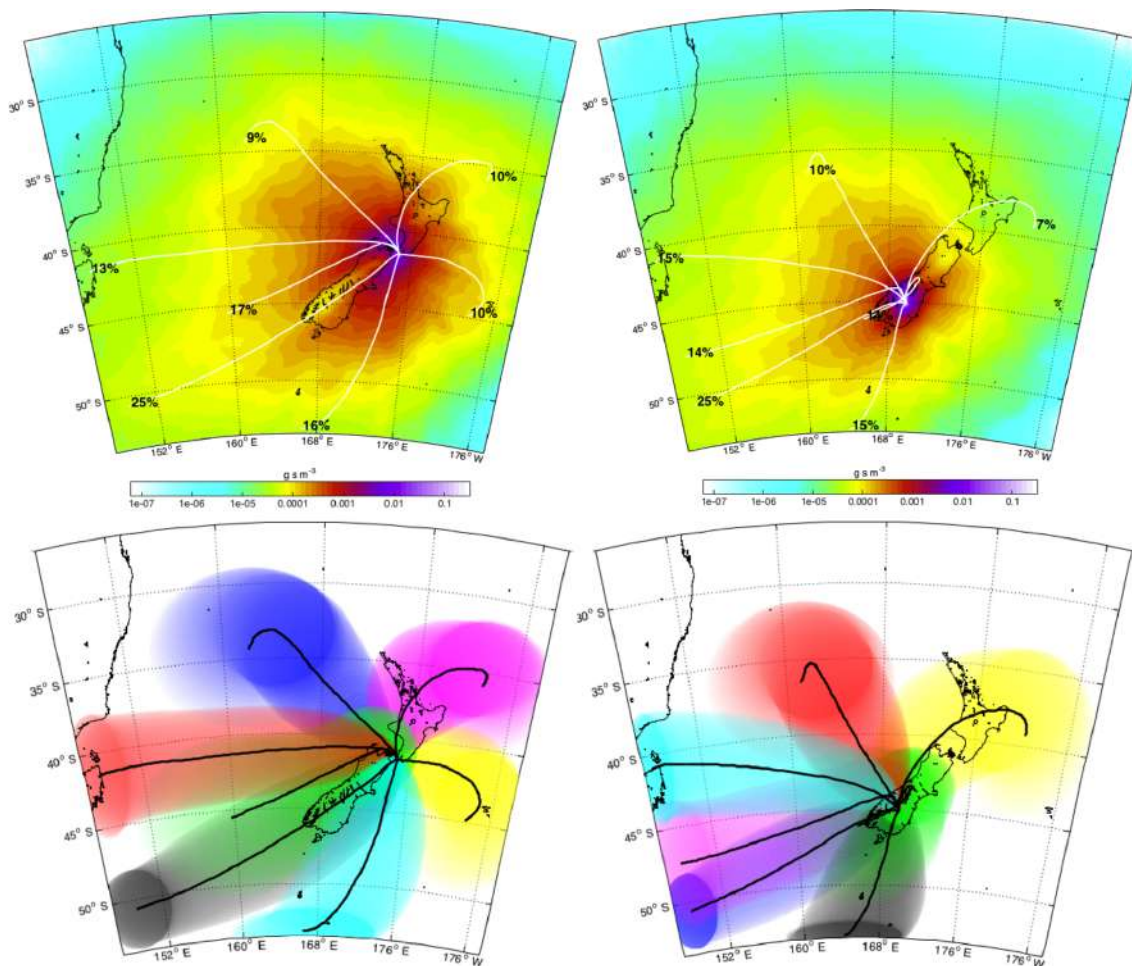 30° S
35° S
40° S
45° S
50° S
9%
10%
13%
17%
10%
25%
16%
152° E
160° E
168° E
176° E
176° W
g s m⁻³
1e-07 1e-06 1e-05 0.0001 0.001 0.01 0.1
30° S
35° S
40° S
45° S
50° S
10%
7%
15%
14%
25%
15%
152° E
160° E
168° E
176° E
176° W
g s m⁻³
1e-07 1e-06 1e-05 0.0001 0.001 0.01 0.1
30° S
35° S
40° S
45° S
50° S
152° E
160° E
168° E
176° E
176° W
30° S
35° S
40° S
45° S
50° S
152° E
160° E
168° E
176° E
176° W